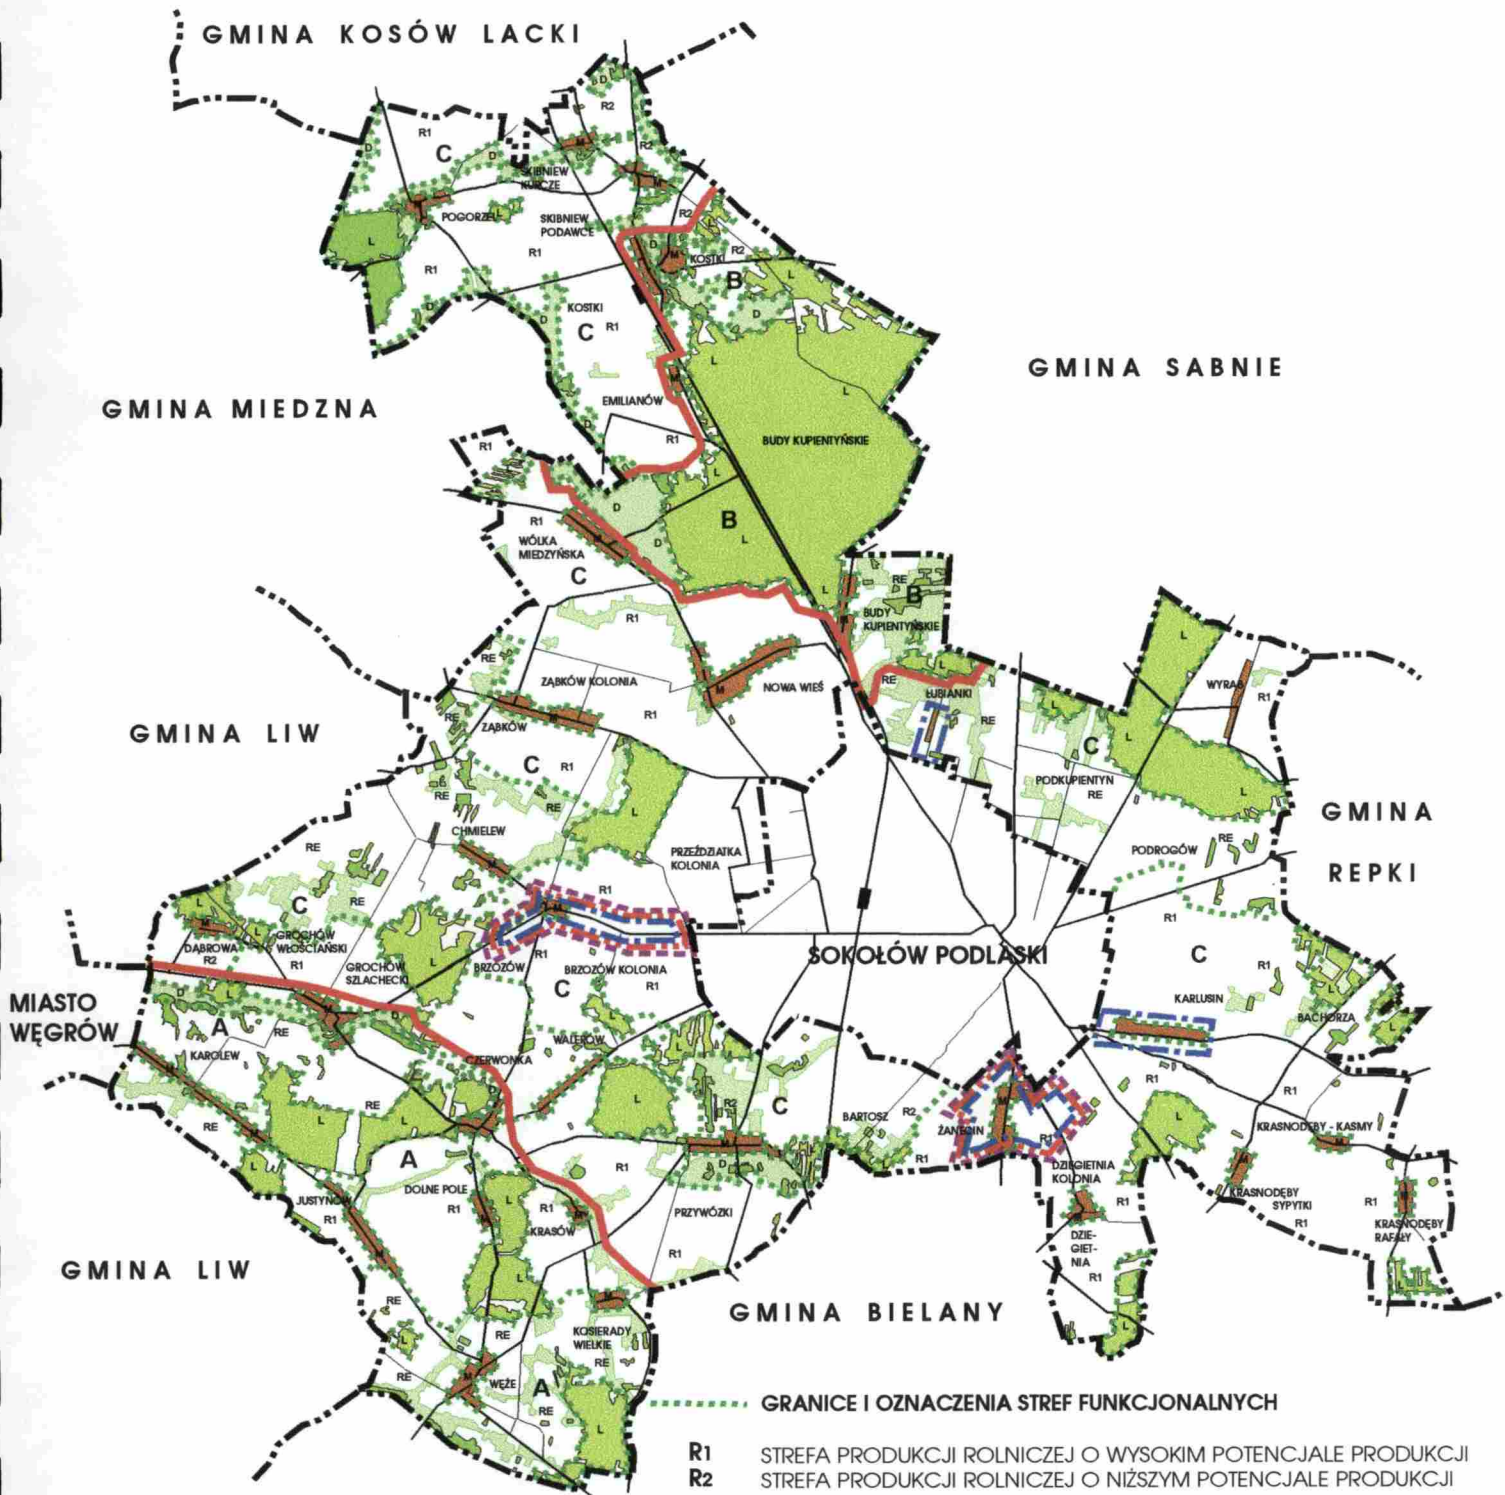 GMINA KOSÓW LACKI
D
R2
R1
C
D
D
M
R2
SKIBNIEW
KURCZE
M
POGORZEL
L
SKIBNIEW
PODAWCE
R2
L
R1
D
M
KOSTKI
R2
L
B
R1
D
D
KOSTKI
C
R1
D
L
GMINA SABNIE
M
L
GMINA MIEDZNA
EMILIANÓW
D
R1
BUDY KUPIENTYŃSKIE
R1
L
D
B
R1
L
WÓLKA
MIEDZYŃSKA
D
C
RE
B
L
BUDY
KUPIENTYŃSKIE
M
R1
RE
ZĄBKÓW KOLONIA
M
NOWA WIEŚ
RE
L
ŁUBIANKI
WYRĄB
R1
L
RE
M
ZĄBKÓW
R1
RE
L
C
L
GMINA LIW
C
R1
PODKUPIENTYN
RE
L
RE
RE
L
GMINA
REPKI
CHMIELEW
M
PRZEŹDZIATKA
KOLONIA
RE
PODROGÓW
RE
R1
RE
C
M
R1
L
M
L
GROCHÓW
WŁOŚCIAŃSKI
DĄBROWA
R2
R1
GROCHÓW
SZLACHECKI
L
BRZOZÓW
R1
BRZOZÓW KOLONIA
C
R1
SOKOŁÓW PODLASKI
C
R1
KARLUSIN
L
BACHORZA
L
MIASTO
WĘGRÓW
D
L
M
D
A
RE
KAROLEW
M
CZERWONKA
WALERÓW
L
D
RE
L
L
L
R2
C
BARTOSZ
R2
M
ŻANĘCIN
R1
R1
L
R1
KRASNODĘBY - KASMY
M
RE
L
A
M
D
R1
L
R1
DZIĘGIETNIA
KOLONIA
M
KRASNODĘBY
SYPYTKI
R1
R1
M
KRASNODĘBY
RAFAŁY
L
JUSTYNÓW
R1
DOLNE POLE
R1
M
L
R1
KRASÓW
M
PRZYWÓZKI
R1
R1
DZIE-
GIET-
NIA
R1
GMINA LIW
L
RE
M
GMINA BIELANY
L
L
RE
KOSIERADY
WIELKIE
RE
RE
M
WĘŻE
A
RE
L
GRANICE I OZNACZENIA STREF FUNKCJONALNYCH
R1 STREFA PRODUKCJI ROLNICZEJ O WYSOKIM POTENCJALE PRODUKCJI
R2 STREFA PRODUKCJI ROLNICZEJ O NIŻSZYM POTENCJALE PRODUKCJI